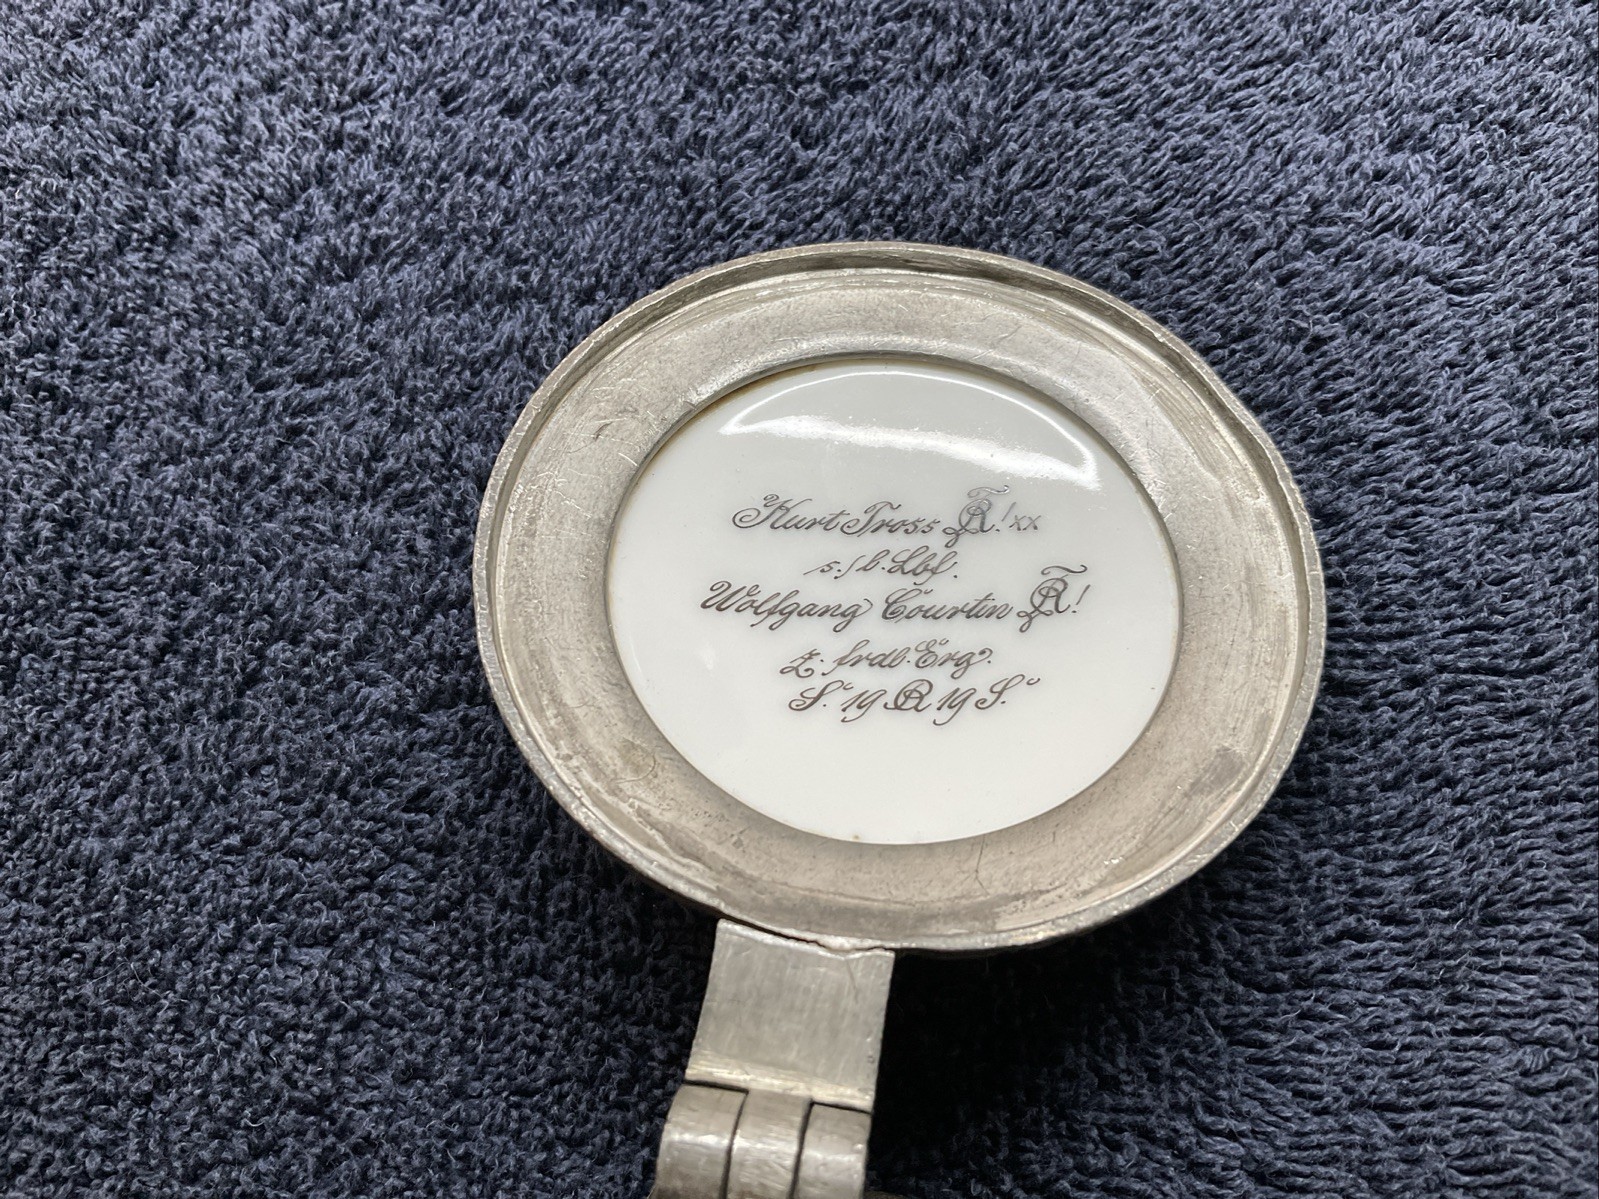 Kurt Tross ! xx
s./b. Lbf.
Wolfgang Courtin !
z. frdl. Erg.
S. 19 19 S.